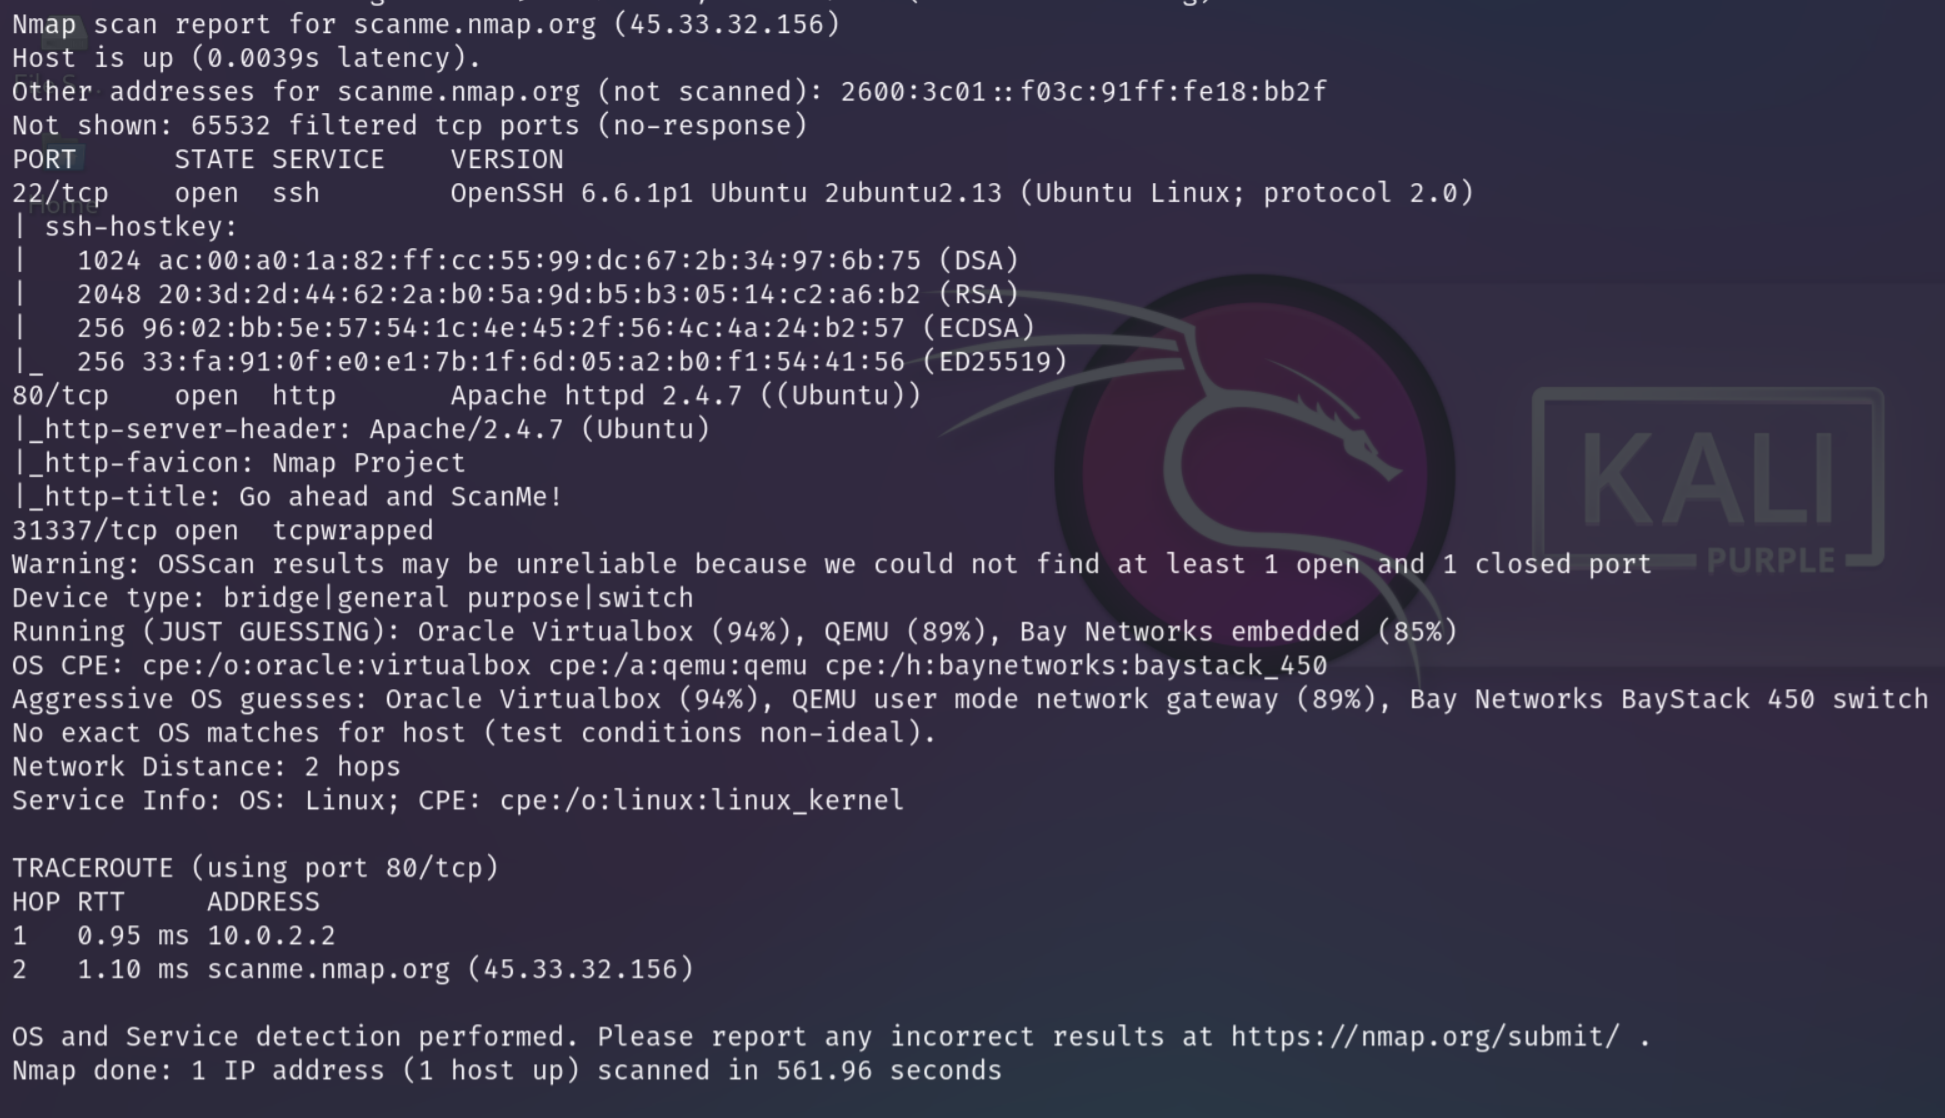 Nmap scan report for scanme.nmap.org (45.33.32.156)
Host is up (0.0039s latency).
Other addresses for scanme.nmap.org (not scanned): 2600:3c01::f03c:91ff:fe18:bb2f
Not shown: 65532 filtered tcp ports (no-response)
PORT      STATE SERVICE    VERSION
22/tcp    open  ssh        OpenSSH 6.6.1p1 Ubuntu 2ubuntu2.13 (Ubuntu Linux; protocol 2.0)
| ssh-hostkey:
|   1024 ac:00:a0:1a:82:ff:cc:55:99:dc:67:2b:34:97:6b:75 (DSA)
|   2048 20:3d:2d:44:62:2a:b0:5a:9d:b5:b3:05:14:c2:a6:b2 (RSA)
|   256 96:02:bb:5e:57:54:1c:4e:45:2f:56:4c:4a:24:b2:57 (ECDSA)
|_  256 33:fa:91:0f:e0:e1:7b:1f:6d:05:a2:b0:f1:54:41:56 (ED25519)
80/tcp    open  http       Apache httpd 2.4.7 ((Ubuntu))
|_http-server-header: Apache/2.4.7 (Ubuntu)
|_http-favicon: Nmap Project
|_http-title: Go ahead and ScanMe!
31337/tcp open  tcpwrapped
Warning: OSScan results may be unreliable because we could not find at least 1 open and 1 closed port
Device type: bridge|general purpose|switch
Running (JUST GUESSING): Oracle Virtualbox (94%), QEMU (89%), Bay Networks embedded (85%)
OS CPE: cpe:/o:oracle:virtualbox cpe:/a:qemu:qemu cpe:/h:baynetworks:baystack_450
Aggressive OS guesses: Oracle Virtualbox (94%), QEMU user mode network gateway (89%), Bay Networks BayStack 450 switch
No exact OS matches for host (test conditions non-ideal).
Network Distance: 2 hops
Service Info: OS: Linux; CPE: cpe:/o:linux:linux_kernel
TRACEROUTE (using port 80/tcp)
HOP RTT     ADDRESS
1   0.95 ms 10.0.2.2
2   1.10 ms scanme.nmap.org (45.33.32.156)
OS and Service detection performed. Please report any incorrect results at https://nmap.org/submit/ .
Nmap done: 1 IP address (1 host up) scanned in 561.96 seconds
Home
KALI
PURPLE